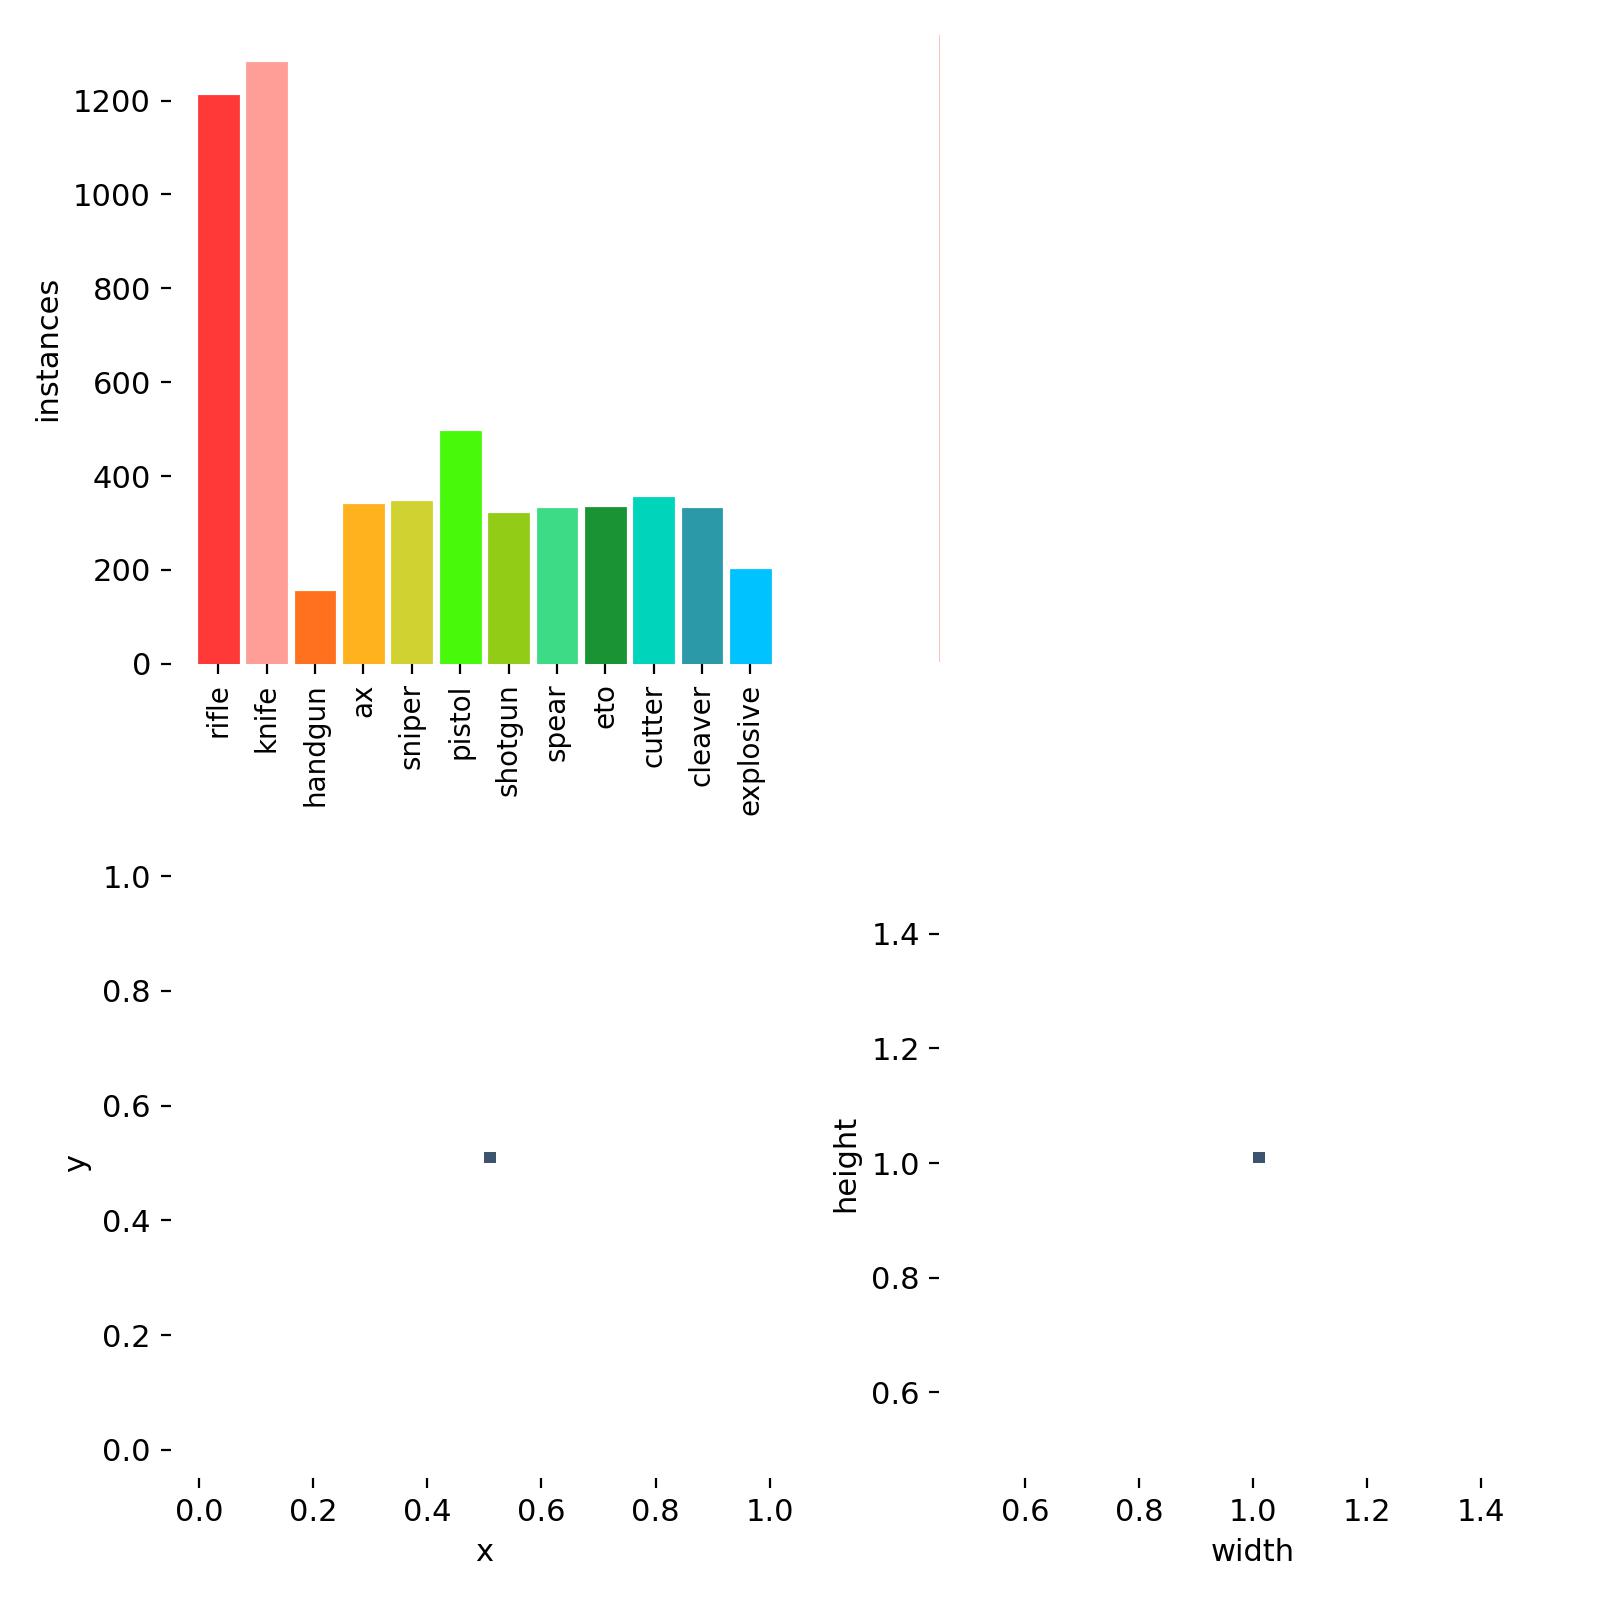 instances
1200
1000
800
600
400
200
0
rifle
knife
handgun
ax
sniper
pistol
shotgun
spear
eto
cutter
cleaver
explosive
y
1.0
0.8
0.6
0.4
0.2
0.0
0.0 0.2 0.4 0.6 0.8 1.0
x
height
1.4
1.2
1.0
0.8
0.6
0.6 0.8 1.0 1.2 1.4
width